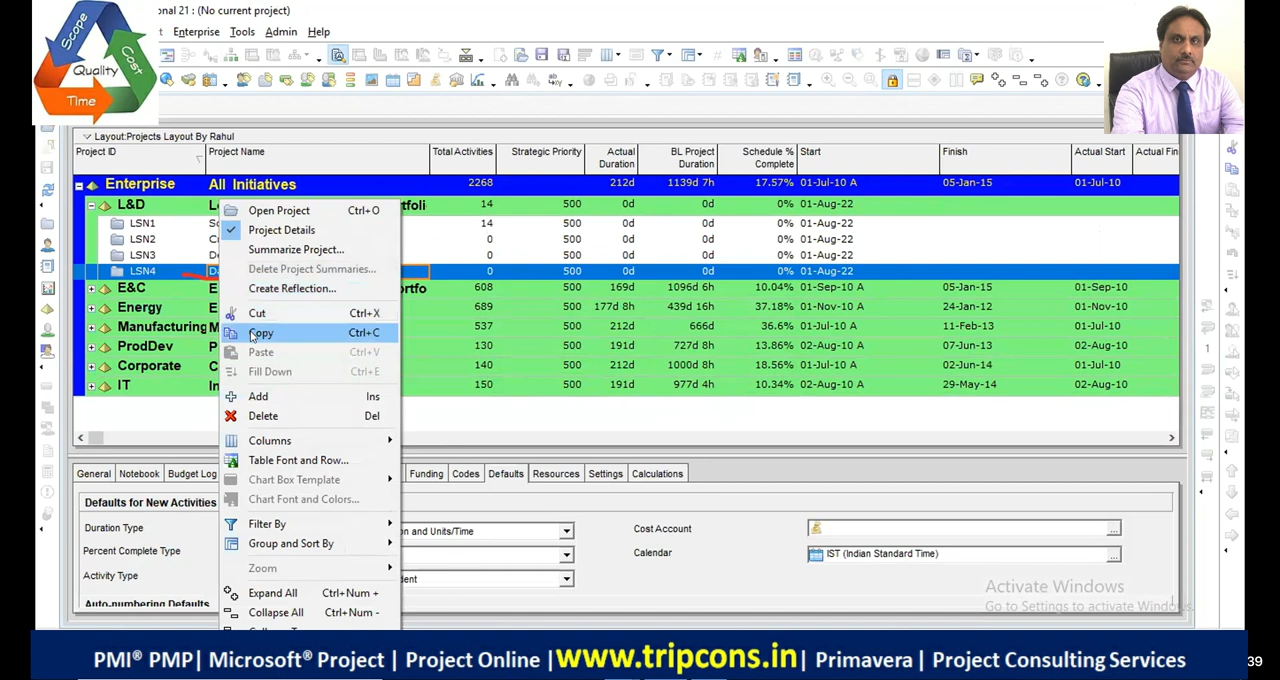 onal 21 : (No current project)
Scope
Cost
Quality
Time
Enterprise Tools Admin Help
Layout:Projects Layout By Rahul
Project ID Project Name Total Activities Strategic Priority Actual Duration BL Project Duration Schedule % Complete Start Finish Actual Start Actual Fin
Enterprise All Initiatives 2268 212d 1139d 7h 17.57% 01-Jul-10 A 05-Jan-15 01-Jul-10
L&D L tfoli 14 500 0d 0d 0% 01-Aug-22
LSN1 14 500 0d 0d 0% 01-Aug-22
LSN2 0 500 0d 0d 0% 01-Aug-22
LSN3 0 500 0d 0d 0% 01-Aug-22
LSN4 0 500 0d 0d 0% 01-Aug-22
E&C E ortfo 608 500 169d 1096d 6h 10.04% 01-Sep-10 A 05-Jan-15 01-Sep-10
Energy E 689 500 177d 8h 439d 16h 37.18% 01-Nov-10 A 24-Jan-12 01-Nov-10
Manufacturing M 537 500 212d 666d 36.6% 01-Jul-10 A 11-Feb-13 01-Jul-10
ProdDev P 130 500 191d 727d 8h 13.86% 02-Aug-10 A 07-May-13 02-Aug-10
Corporate C 140 500 212d 1000d 8h 18.56% 01-Jul-10 A 02-Jun-14 01-Jul-10
IT In 150 500 191d 977d 4h 10.34% 02-Aug-10 A 29-May-14 02-Aug-10
Open Project Ctrl+O
Project Details
Summarize Project...
Delete Project Summaries...
Create Reflection...
Cut Ctrl+X
Copy Ctrl+C
Paste Ctrl+V
Fill Down Ctrl+E
Add Ins
Delete Del
Columns
Table Font and Row...
Chart Box Template
Chart Font and Colors...
Filter By
Group and Sort By
Zoom
Expand All Ctrl+Num +
Collapse All Ctrl+Num -
General Notebook Budget Log Funding Codes Defaults Resources Settings Calculations
Defaults for New Activities
Duration Type on and Units/Time Cost Account
Percent Complete Type Calendar IST (Indian Standard Time)
Activity Type dent
Auto-numbering Defaults
Activate Windows
Go to Settings to activate Windows.
PMI® PMP| Microsoft® Project | Project Online |www.tripcons.in| Primavera | Project Consulting Services
39